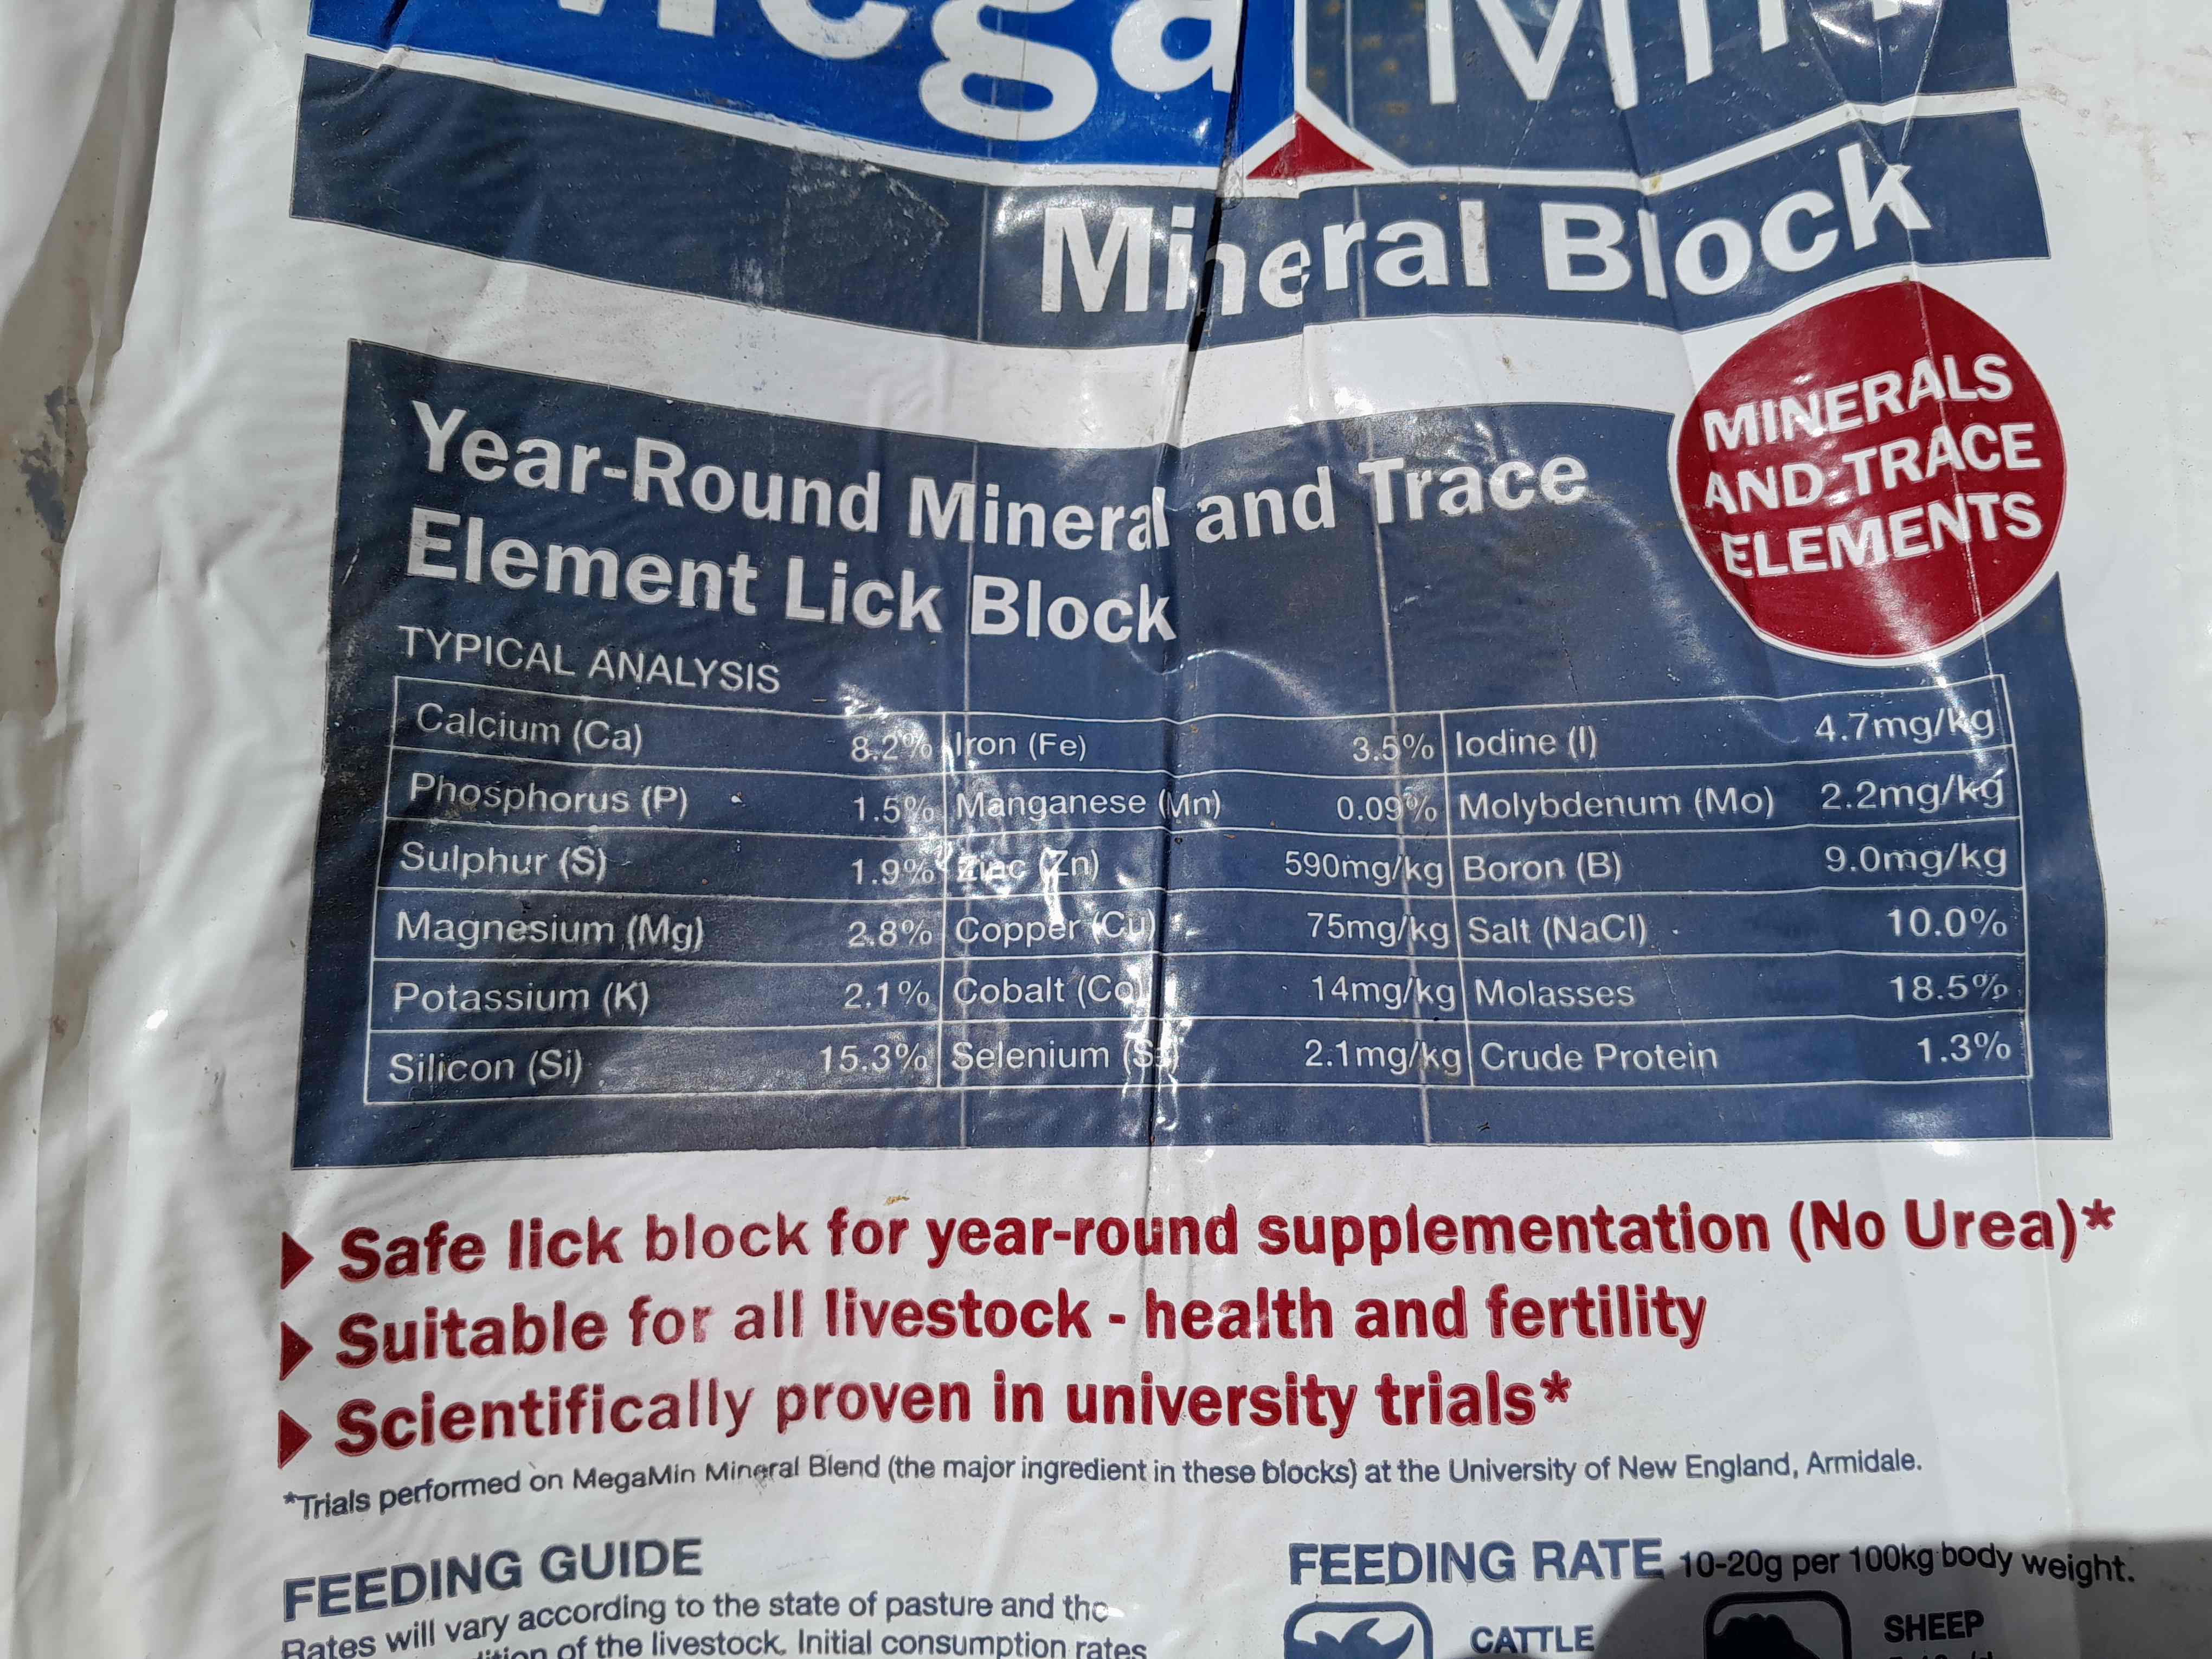 Mineral Block
MINERALS
AND TRACE
ELEMENTS
Year-Round Mineral and Trace
Element Lick Block
TYPICAL ANALYSIS
Calcium (Ca) 8.2% Iron (Fe) 3.5% Iodine (I) 4.7mg/kg
Phosphorus (P) 1.5% Manganese (Mn) 0.09% Molybdenum (Mo) 2.2mg/kg
Sulphur (S) 1.9% Zinc (Zn) 590mg/kg Boron (B) 9.0mg/kg
Magnesium (Mg) 2.8% Copper (Cu) 75mg/kg Salt (NaCl) 10.0%
Potassium (K) 2.1% Cobalt (Co) 14mg/kg Molasses 18.5%
Silicon (Si) 15.3% Selenium (Se) 2.1mg/kg Crude Protein 1.3%
Safe lick block for year-round supplementation (No Urea)*
Suitable for all livestock - health and fertility
Scientifically proven in university trials*
*Trials performed on MegaMin Mineral Blend (the major ingredient in these blocks) at the University of New England, Armidale.
FEEDING GUIDE
Rates will vary according to the state of pasture and the
of the livestock. Initial consumption rates
FEEDING RATE 10-20g per 100kg body weight.
CATTLE
SHEEP